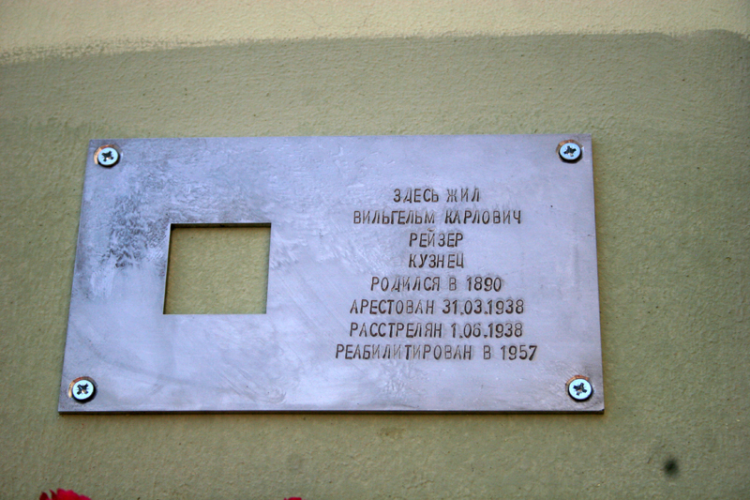 ЗДЕСЬ ЖИЛ
ВИЛЬГЕЛЬМ КАРЛОВИЧ
РЕЙЗЕР
КУЗНЕЦ
РОДИЛСЯ В 1890
АРЕСТОВАН 31.03.1938
РАССТРЕЛЯН 1.06.1938
РЕАБИЛИТИРОВАН В 1957